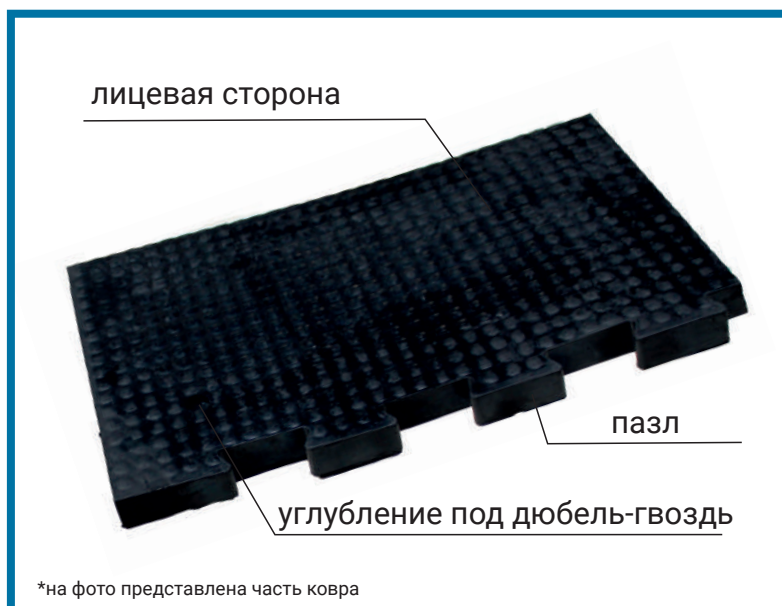 лицевая сторона
пазл
углубление под дюбель-гвоздь
*на фото представлена часть ковра